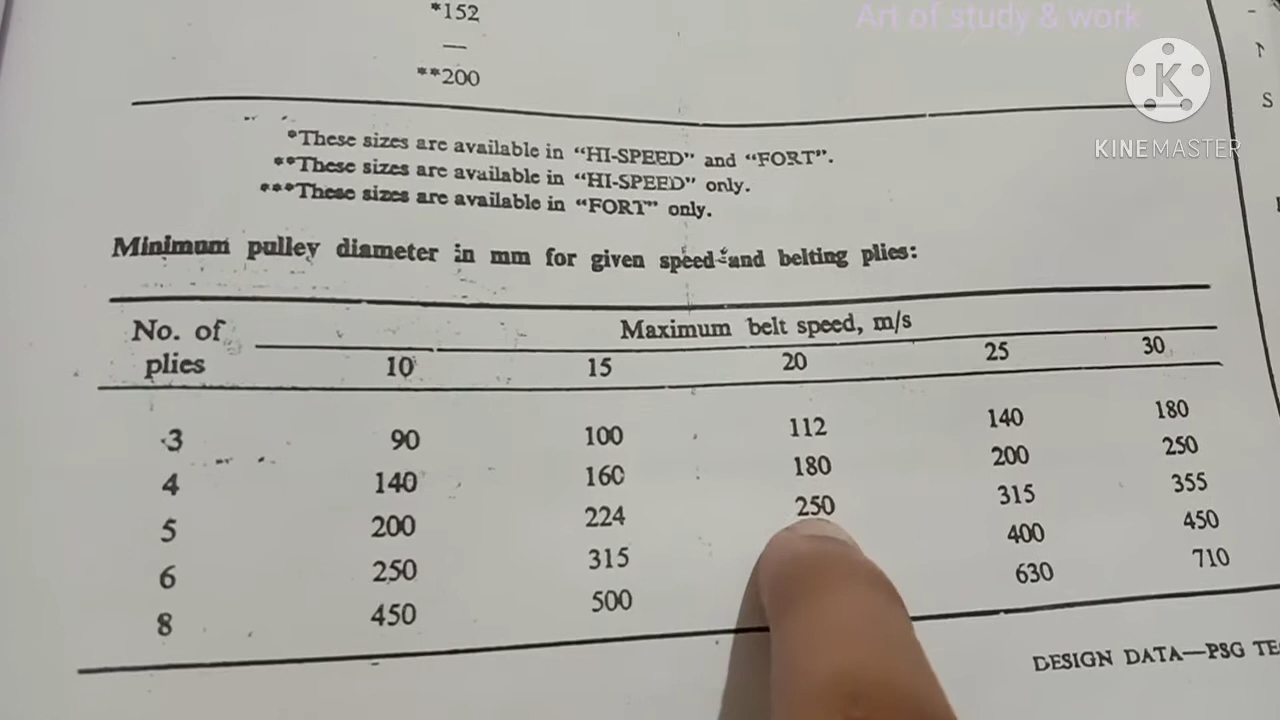 *152
Art of study & work
—
**200
KINEMASTER
S
*These sizes are available in "HI-SPEED" and "FORT".
**These sizes are available in "HI-SPEED" only.
***These sizes are available in "FORT" only.
Minimum pulley diameter in mm for given speed and belting plies:
No. of plies
Maximum belt speed, m/s
10 15 20 25 30
3 90 100 112 140 180
4 140 160 180 200 250
5 200 224 250 315 355
6 250 315 400 450
8 450 500 630 710
DESIGN DATA—PSG TE